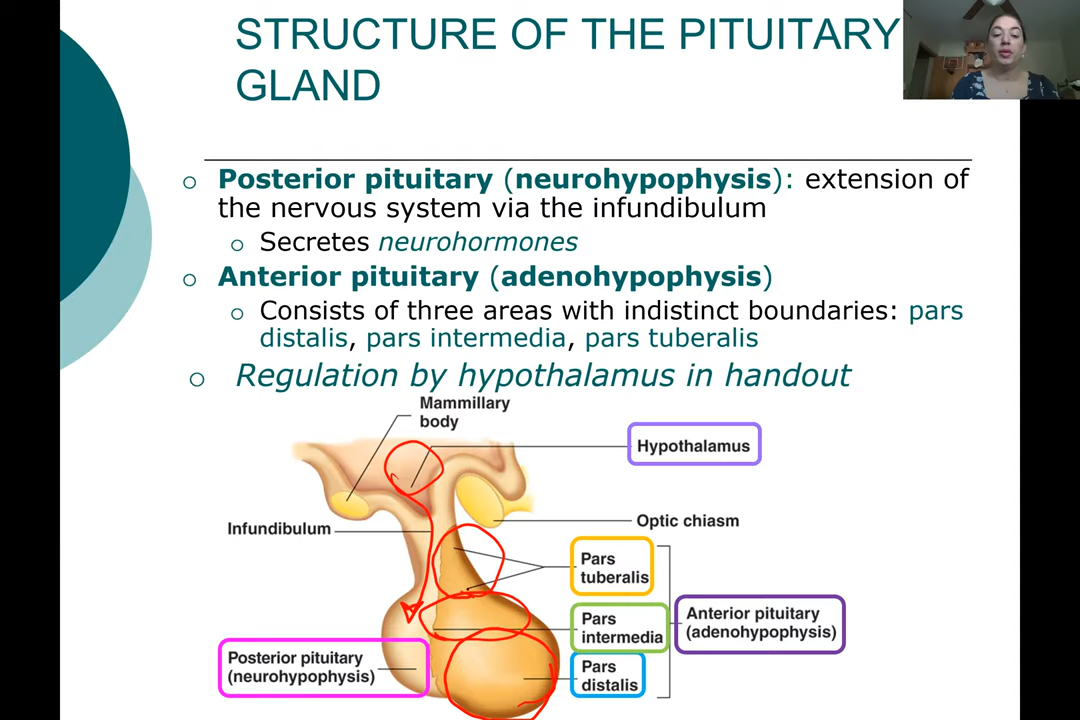 STRUCTURE OF THE PITUITARY
GLAND
Posterior pituitary (neurohypophysis): extension of
the nervous system via the infundibulum
Secretes neurohormones
Anterior pituitary (adenohypophysis)
Consists of three areas with indistinct boundaries: pars
distalis, pars intermedia, pars tuberalis
Regulation by hypothalamus in handout
Mammillary
body
Hypothalamus
Infundibulum
Optic chiasm
Pars
tuberalis
Pars
intermedia
Anterior pituitary
(adenohypophysis)
Posterior pituitary
(neurohypophysis)
Pars
distalis